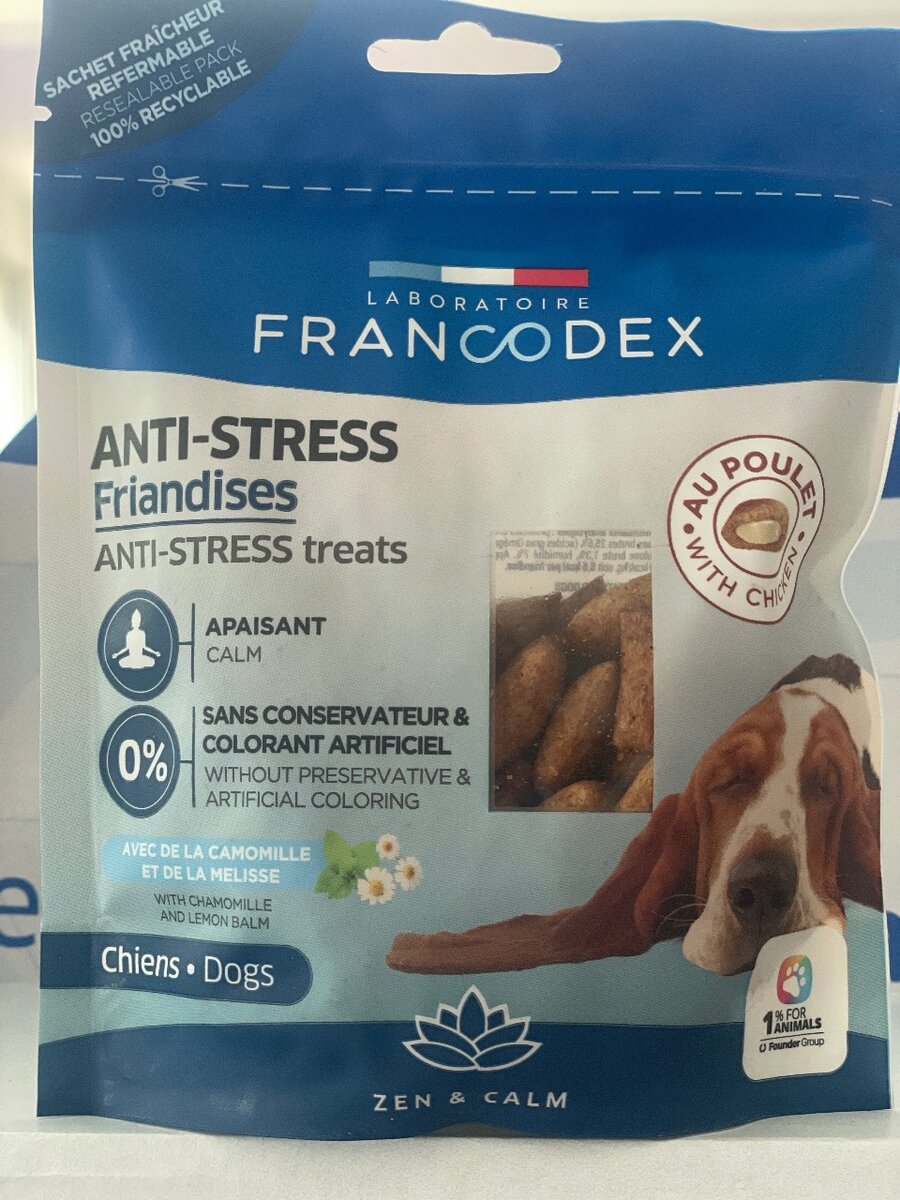 SACHET FRAÎCHEUR
REFERMABLE
RESEALABLE PACK
100% RECYCLABLE
LABORATOIRE
FRANCODEX
ANTI-STRESS
Friandises
ANTI-STRESS treats
AU POULET
WITH CHICKEN
APAISANT
CALM
0%
SANS CONSERVATEUR &
COLORANT ARTIFICIEL
WITHOUT PRESERVATIVE &
ARTIFICIAL COLORING
AVEC DE LA CAMOMILLE
ET DE LA MELISSE
WITH CHAMOMILLE
AND LEMON BALM
Chiens • Dogs
1% FOR
ANIMALS
Founder Group
ZEN & CALM